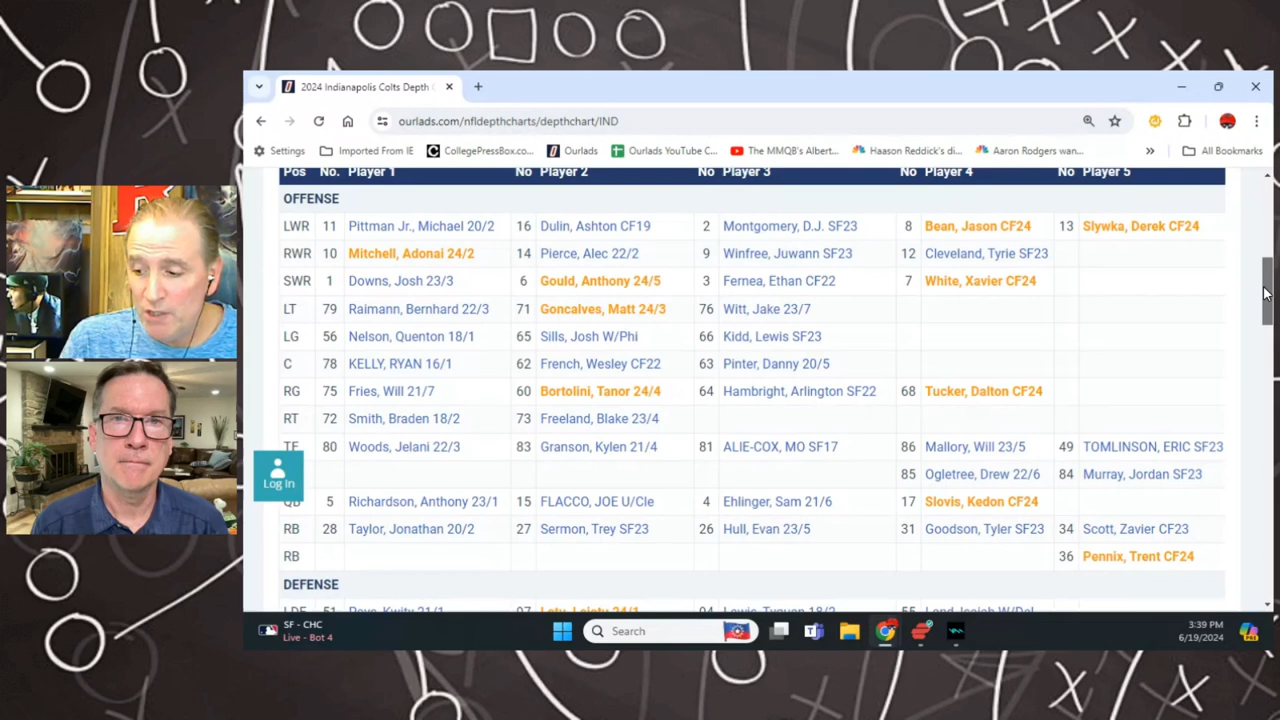 2024 Indianapolis Colts Depth
ourlads.com/nfldepthcharts/depthchart/IND
Settings Imported From IE CollegePressBox.co... Ourlads Ourlads YouTube C... The MMQB's Albert... Haason Reddick's di... Aaron Rodgers wan... » All Bookmarks
Pos No. Player 1 No Player 2 No Player 3 No Player 4 No Player 5
OFFENSE
LWR 11 Pittman Jr., Michael 20/2 16 Dulin, Ashton CF19 2 Montgomery, D.J. SF23 8 Bean, Jason CF24 13 Slywka, Derek CF24
RWR 10 Mitchell, Adonai 24/2 14 Pierce, Alec 22/2 9 Winfree, Juwann SF23 12 Cleveland, Tyrie SF23
SWR 1 Downs, Josh 23/3 6 Gould, Anthony 24/5 3 Fernea, Ethan CF22 7 White, Xavier CF24
LT 79 Raimann, Bernhard 22/3 71 Goncalves, Matt 24/3 76 Witt, Jake 23/7
LG 56 Nelson, Quenton 18/1 65 Sills, Josh W/Phi 66 Kidd, Lewis SF23
C 78 KELLY, RYAN 16/1 62 French, Wesley CF22 63 Pinter, Danny 20/5
RG 75 Fries, Will 21/7 60 Bortolini, Tanor 24/4 64 Hambright, Arlington SF22 68 Tucker, Dalton CF24
RT 72 Smith, Braden 18/2 73 Freeland, Blake 23/4
TE 80 Woods, Jelani 22/3 83 Granson, Kylen 21/4 81 ALIE-COX, MO SF17 86 Mallory, Will 23/5 49 TOMLINSON, ERIC SF23
85 Ogletree, Drew 22/6 84 Murray, Jordan SF23
Log In
QB 5 Richardson, Anthony 23/1 15 FLACCO, JOE U/Cle 4 Ehlinger, Sam 21/6 17 Slovis, Kedon CF24
RB 28 Taylor, Jonathan 20/2 27 Sermon, Trey SF23 26 Hull, Evan 23/5 31 Goodson, Tyler SF23 34 Scott, Zavier CF23
RB 36 Pennix, Trent CF24
DEFENSE
SF - CHC
Live - Bot 4
Search
3:39 PM
6/19/2024